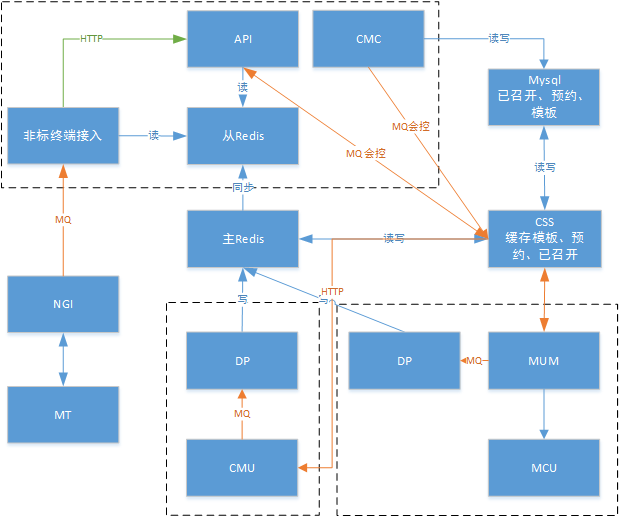 HTTP
API
CMC
读写
Mysql
已召开、预约、
模板
读
MQ会控
非标终端接入
读
从Redis
MQ 会控
读写
同步
MQ
主Redis
读写
CSS
缓存模板、预
约、已召开
NGI
HTTP
写
DP
DP
MQ
MUM
MT
MQ
CMU
MCU